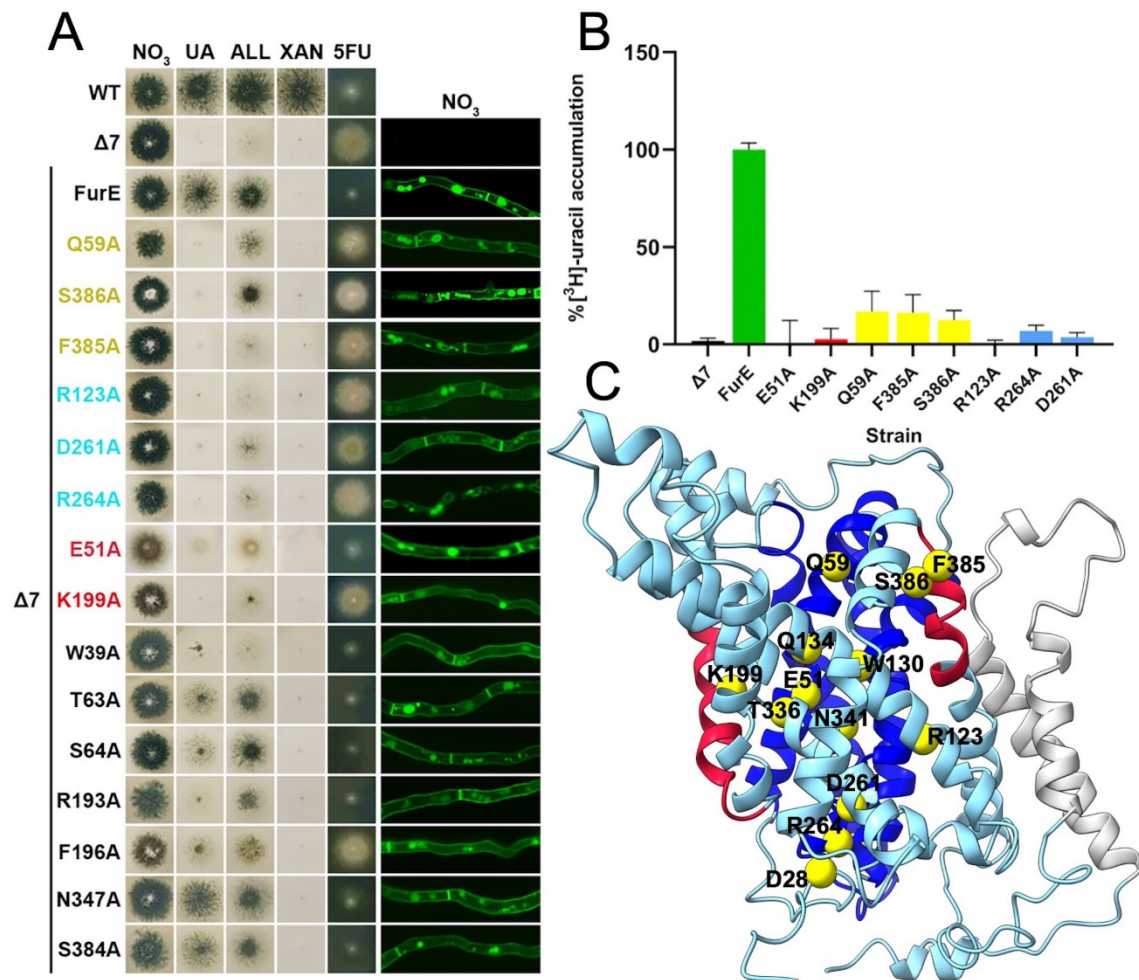 A
NO3 UA ALL XAN 5FU
NO3
WT
Δ7
FurE
Q59A
S386A
F385A
R123A
D261A
R264A
E51A
K199A
Δ7
W39A
T63A
S64A
R193A
F196A
N347A
S384A
B
% [³H]-uracil accumulation
150
100
50
0
Δ7 FurE E51A K199A Q59A F385A S386A R123A R264A D261A
Strain
C
Q59 F385
S386
Q134
W130
K199 E51
T336 N341
R123
D261
R264
D28